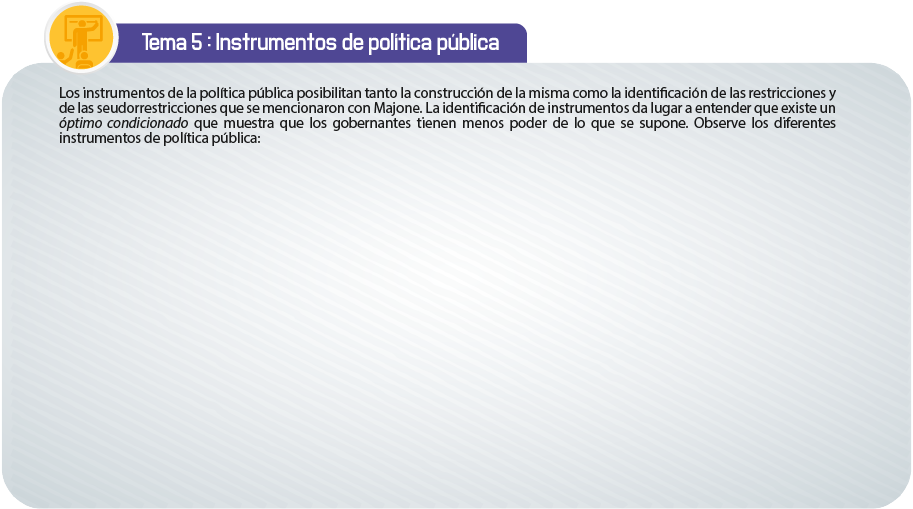 Tema 5 : Instrumentos de política pública
Los instrumentos de la política pública posibilitan tanto la construcción de la misma como la identificación de las restricciones y
de las seudorrestricciones que se mencionaron con Majone. La identificación de instrumentos da lugar a entender que existe un
óptimo condicionado que muestra que los gobernantes tienen menos poder de lo que se supone. Observe los diferentes
instrumentos de política pública: